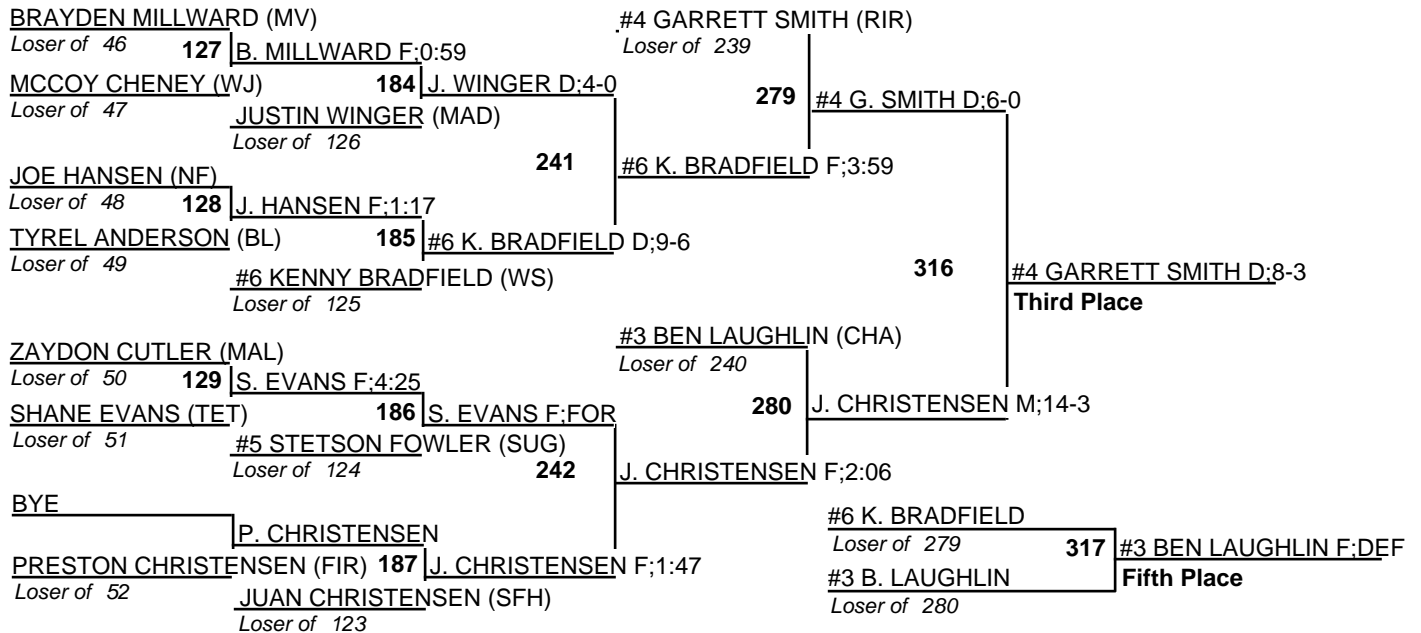 BRAYDEN MILLWARD (MV)
Loser of 46
127
B. MILLWARD F;0:59
MCCOY CHENEY (WJ)
Loser of 47
184
J. WINGER D;4-0
JUSTIN WINGER (MAD)
Loser of 126
241
#6 K. BRADFIELD F;3:59
JOE HANSEN (NF)
Loser of 48
128
J. HANSEN F;1:17
TYREL ANDERSON (BL)
Loser of 49
185
#6 K. BRADFIELD D;9-6
#6 KENNY BRADFIELD (WS)
Loser of 125
#4 GARRETT SMITH (RIR)
Loser of 239
279
#4 G. SMITH D;6-0
316
#4 GARRETT SMITH D;8-3
Third Place
ZAYDON CUTLER (MAL)
Loser of 50
129
S. EVANS F;4:25
SHANE EVANS (TET)
Loser of 51
186
S. EVANS F;FOR
#5 STETSON FOWLER (SUG)
Loser of 124
242
J. CHRISTENSEN F;2:06
BYE
P. CHRISTENSEN
PRESTON CHRISTENSEN (FIR)
Loser of 52
187
J. CHRISTENSEN F;1:47
JUAN CHRISTENSEN (SFH)
Loser of 123
#3 BEN LAUGHLIN (CHA)
Loser of 240
280
J. CHRISTENSEN M;14-3
#6 K. BRADFIELD
Loser of 279
317
#3 BEN LAUGHLIN F;DEF
Fifth Place
#3 B. LAUGHLIN
Loser of 280